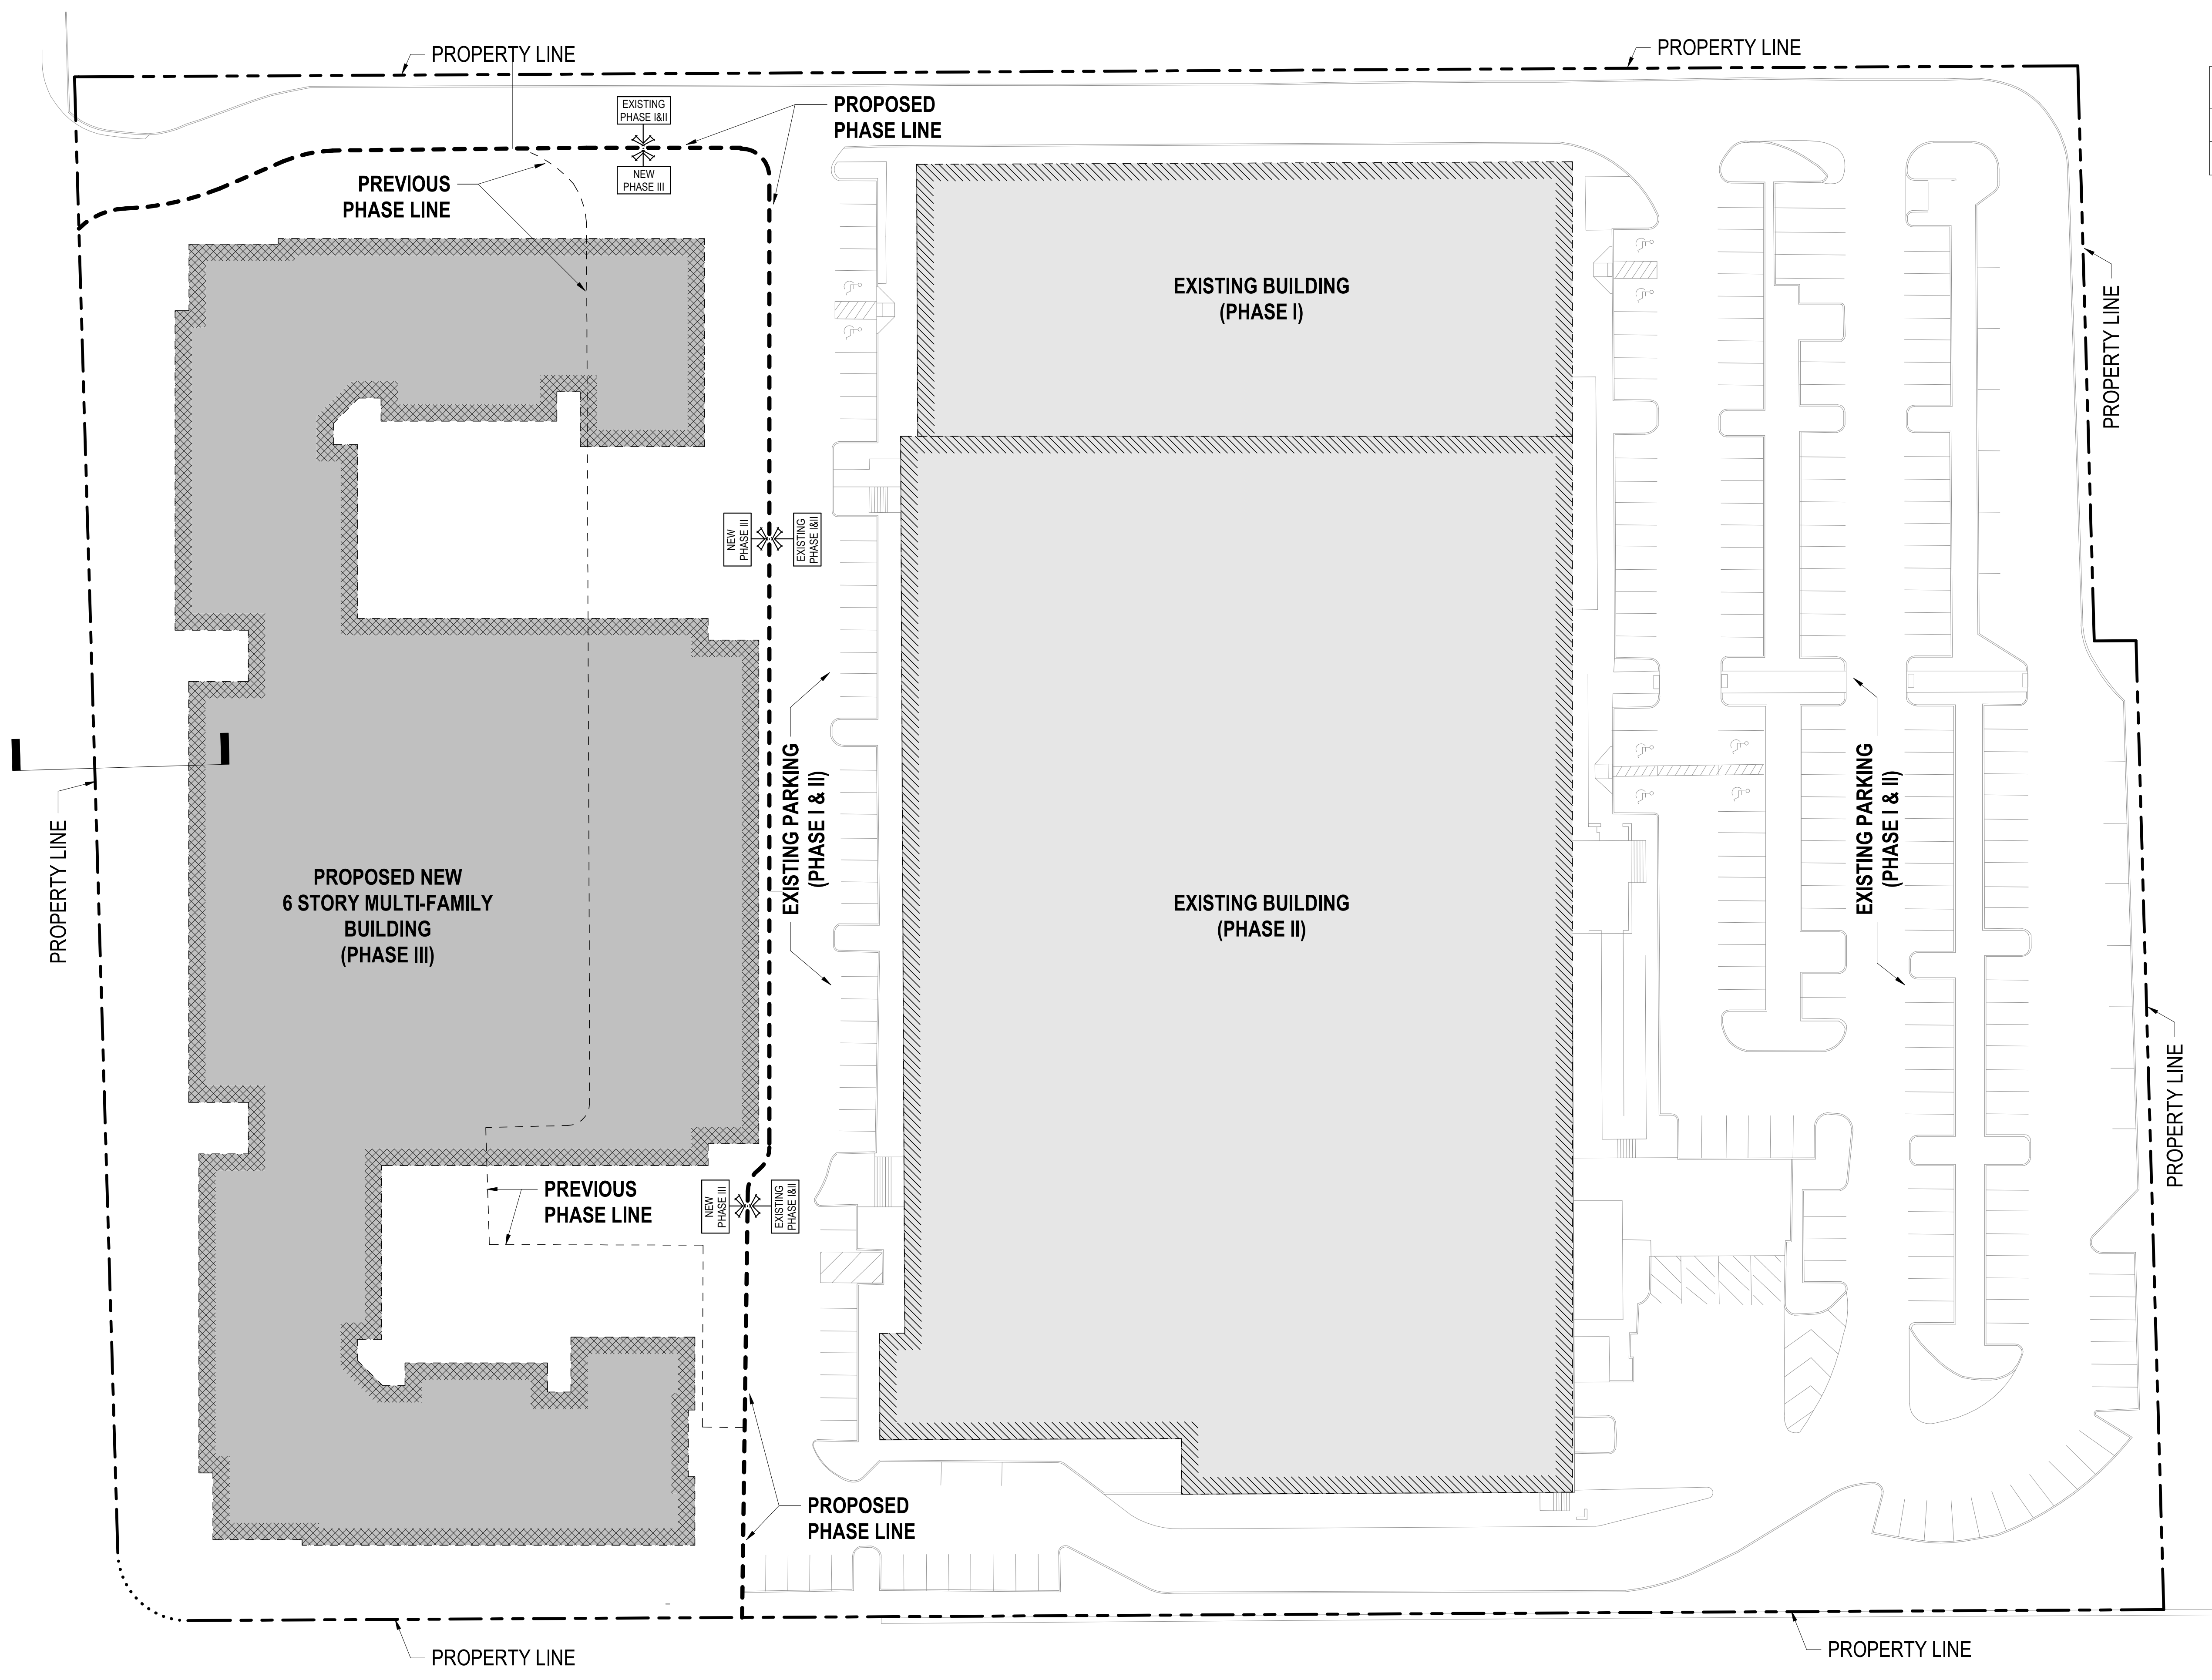 PROPERTY LINE
PROPERTY LINE
EXISTING
PHASE I&II
PROPOSED
PHASE LINE
NEW
PHASE III
PREVIOUS
PHASE LINE
EXISTING BUILDING
(PHASE I)
PROPERTY LINE
NEW
PHASE III
EXISTING
PHASE I&II
EXISTING PARKING
(PHASE I & II)
EXISTING PARKING
(PHASE I & II)
PROPERTY LINE
PROPOSED NEW
6 STORY MULTI-FAMILY
BUILDING
(PHASE III)
EXISTING BUILDING
(PHASE II)
PROPERTY LINE
PREVIOUS
PHASE LINE
NEW
PHASE III
EXISTING
PHASE I&II
PROPOSED
PHASE LINE
PROPERTY LINE
PROPERTY LINE